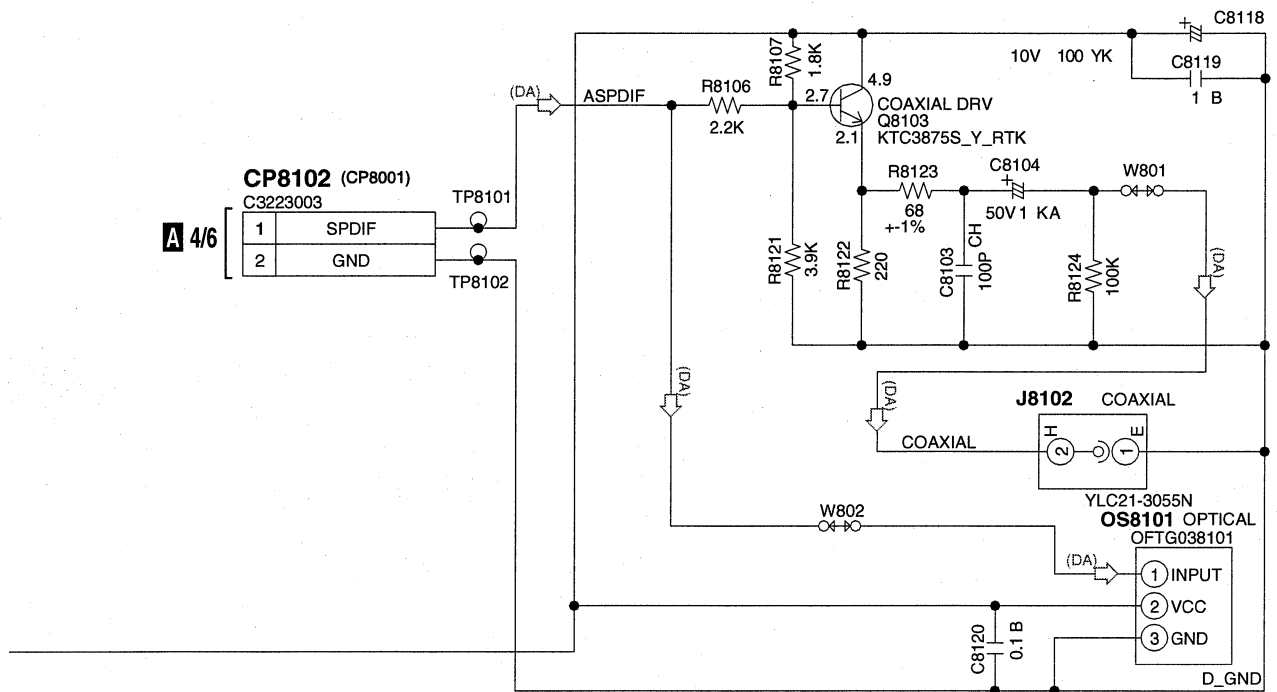 C8118
10V 100 YK
C8119
1 B
R8107
1.8K
4.9
(DA)
ASPDIF
R8106
2.2K
2.7
COAXIAL DRV
Q8103
KTC3875S_Y_RTK
2.1
CP8102 (CP8001)
C3223003
TP8101
A 4/6
1 SPDIF
2 GND
TP8102
R8123
68
+-1%
C8104
50V1 KA
W801
R8121
3.9K
R8122
220
C8103
100P CH
R8124
100K
(DA)
(DA)
(DA)
J8102 COAXIAL
COAXIAL
H
2
1
E
YLC21-3055N
OS8101 OPTICAL
OFTG038101
W802
(DA)
1 INPUT
2 VCC
3 GND
C8120
0.1 B
D_GND